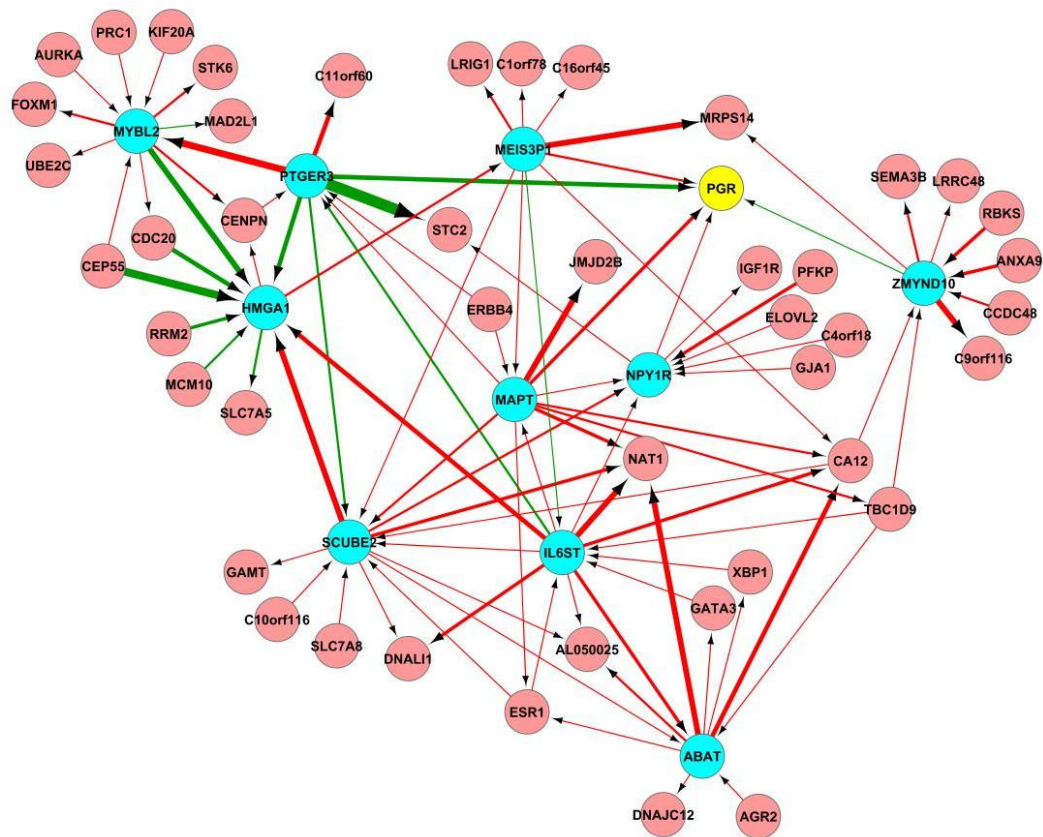 PRC1
KIF20A
AURKA
STK6
C11orf60
LRIG1
C1orf78
C16orf45
FOXM1
MYBL2
MAD2L1
MRPS14
UBE2C
PTGER3
MEIS3P1
PGR
SEMA3B
LRRC48
RBKS
CENPN
STC2
CDC20
CEP55
ANXA9
JMJD2B
IGF1R
PFKP
ZMYND10
HMGA1
ERBB4
CCDC48
RRM2
ELOVL2
C4orf18
C9orf116
MCM10
NPY1R
GJA1
SLC7A5
MAPT
NAT1
CA12
TBC1D9
SCUBE2
IL6ST
GAMT
XBP1
C10orf116
GATA3
SLC7A8
DNALI1
AL050025
ESR1
ABAT
DNAJC12
AGR2